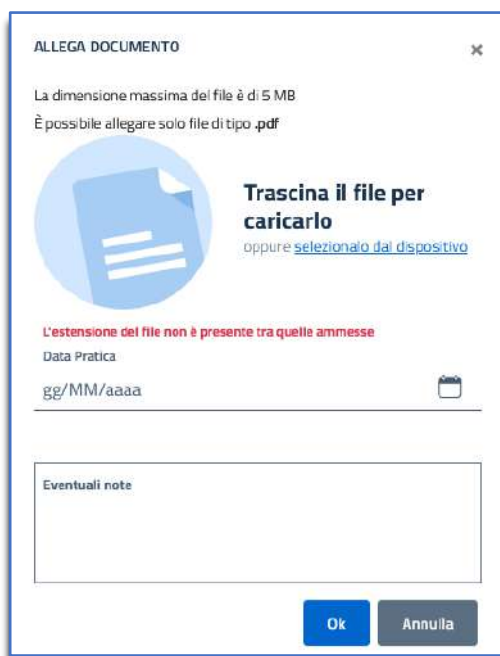 ALLEGA DOCUMENTO
×
La dimensione massima del file è di 5 MB
È possibile allegare solo file di tipo .pdf
Trascina il file per
caricarlo
oppure selezionalo dal dispositivo
L'estensione del file non è presente tra quelle ammesse
Data Pratica
gg/MM/aaaa
Eventuali note
Ok
Annulla